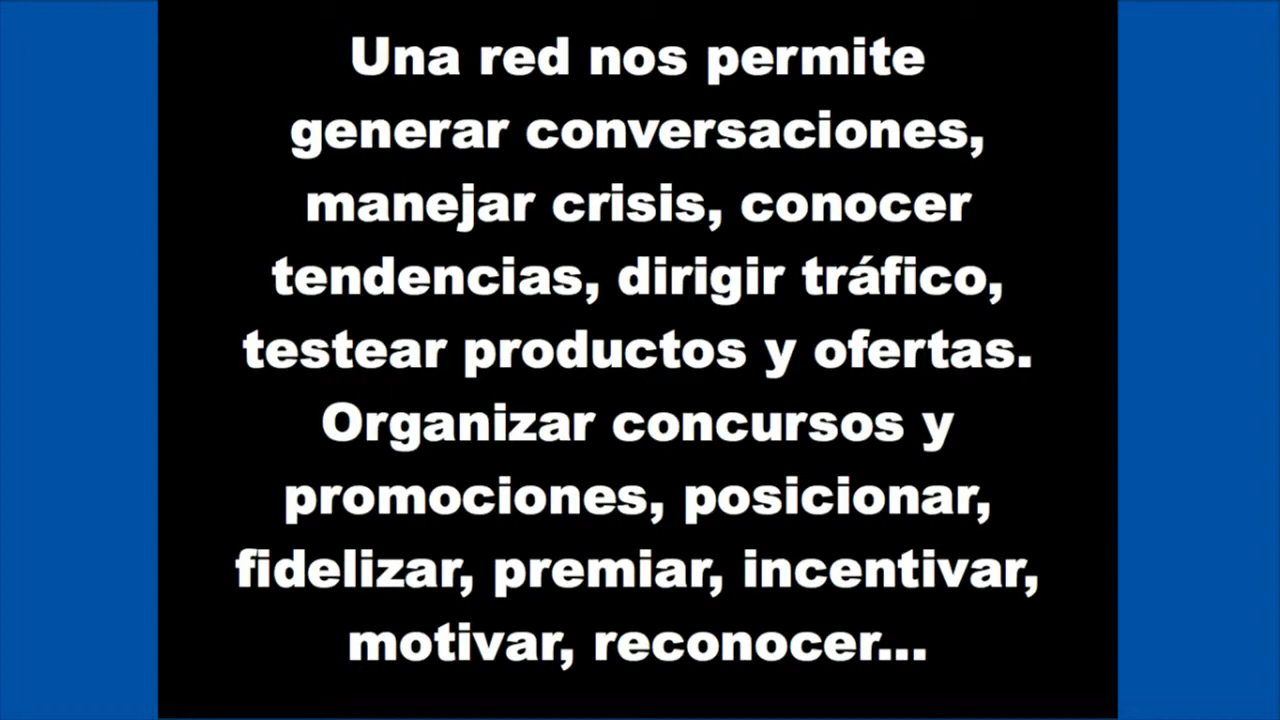 Una red nos permite
generar conversaciones,
manejar crisis, conocer
tendencias, dirigir tráfico,
testear productos y ofertas.
Organizar concursos y
promociones, posicionar,
fidelizar, premiar, incentivar,
motivar, reconocer...